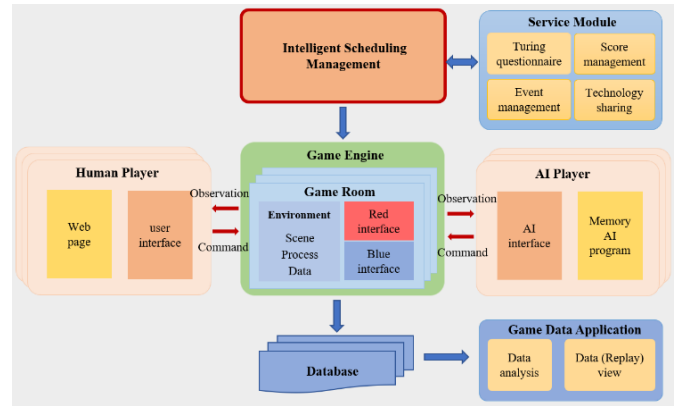 Intelligent Scheduling
Management
Service Module
Turing
questionnaire
Score
management
Event
management
Technology
sharing
Human Player
Web
page
user
interface
Observation
Command
Game Engine
Game Room
Environment
Scene
Process
Data
Red
interface
Blue
interface
Observation
Command
AI Player
AI
interface
Memory
AI
program
Database
Game Data Application
Data
analysis
Data (Replay)
view